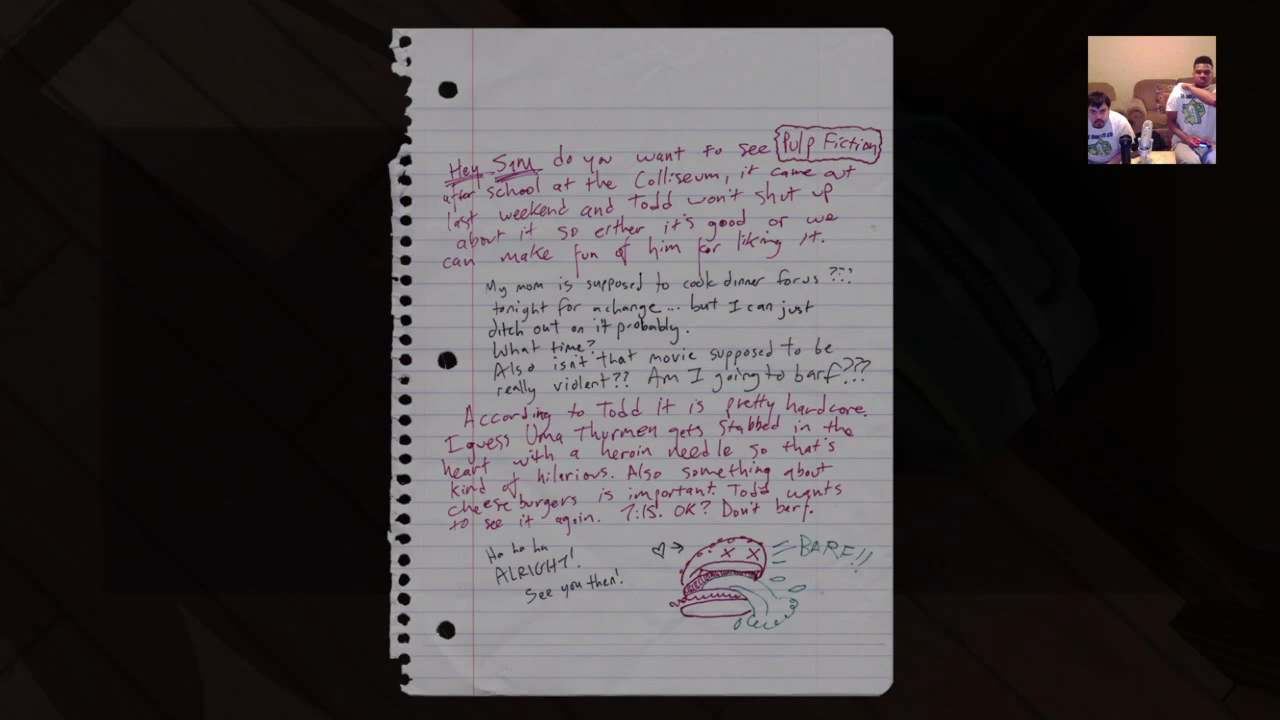 Hey Sam do you want to see Pulp Fiction
after school at the Colliseum, it came out
last weekend and Todd won't shut up
about it so either it's good or we
can make fun of him for liking it.
My mom is supposed to cook dinner for us???
tonight for a change... but I can just
ditch out on it probably.
What time?
Also isn't that movie supposed to be
really violent?? Am I going to barf???
According to Todd it is pretty hardcore.
I guess Uma Thurmen gets stabbed in the
heart with a heroin needle so that's
kind of hilarious. Also something about
cheeseburgers is important. Todd wants
to see it again. 7:15. OK? Don't barf.
Ha ha ha
ALRIGHT!
See you then!
BARF!!